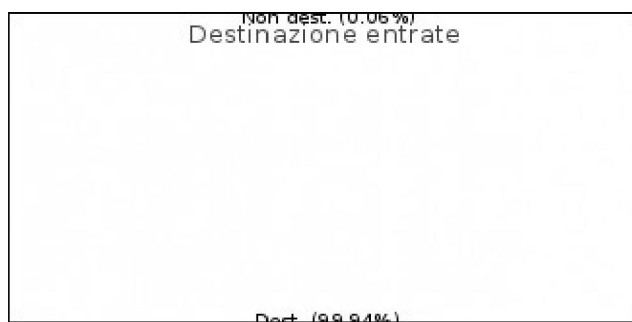 Non dest. (0.06%)
Destinazione entrate
Dest. (99.94%)